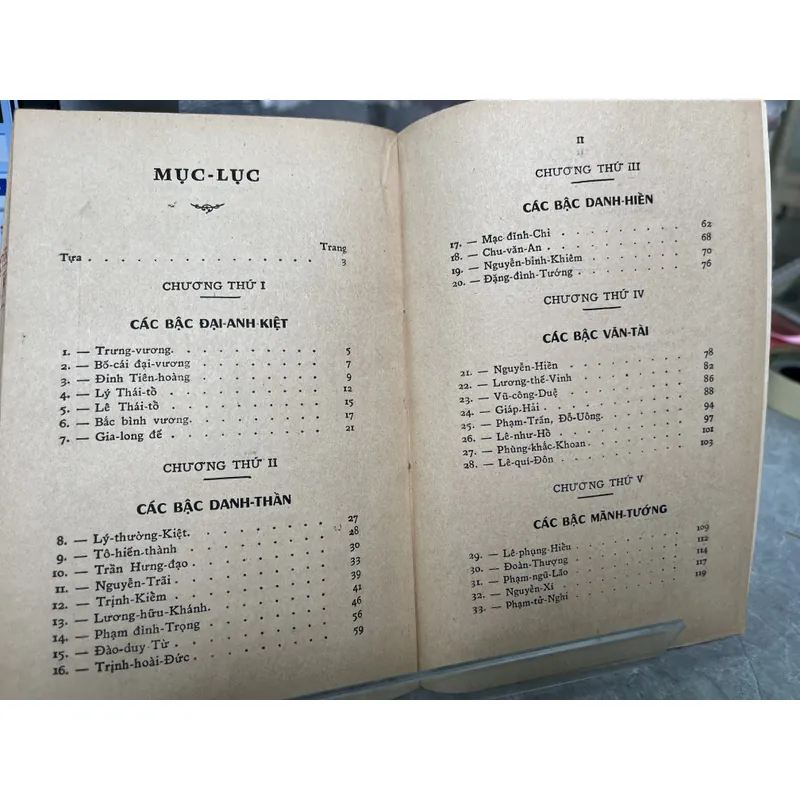 MỤC-LỤC
Trang
Tựa 3
CHƯƠNG THỨ I
CÁC BẬC ĐẠI-ANH-KIỆT
1. — Trưng-vương. 5
2. — Bố-cái đại-vương 7
3. — Đinh Tiên-hoàng 9
4. — Lý Thái-tổ 12
5. — Lê Thái-tổ 15
6. — Bắc bình vương. 17
7. — Gia-long đế 21
CHƯƠNG THỨ II
CÁC BẬC DANH-THẦN
8. — Lý-thường-Kiệt. 27
9. — Tô-hiến-thành 28
10. — Trần Hưng-đạo 30
11. — Nguyễn-Trãi 33
12. — Trịnh-Kiểm 39
13. — Lương-hữu-Khánh 41
14. — Phạm đình-Trọng 46
15. — Đào-duy-Từ 56
16. — Trịnh-hoài-Đức 59
II
CHƯƠNG THỨ III
CÁC BẬC DANH-HIỀN
17. — Mạc đĩnh-Chi 62
18. — Chu-văn-An 68
19. — Nguyễn-bỉnh-Khiêm 70
20. — Đặng-đình-Tướng 76
CHƯƠNG THỨ IV
CÁC BẬC VĂN-TÀI
21. — Nguyễn-Hiền 78
22. — Lương-thế-Vinh 82
23. — Vũ-công-Duệ 86
24. — Giáp-Hải 88
25. — Phạm-Trấn, Đỗ-Uông. 94
26. — Lê-như-Hổ 97
27. — Phùng-khắc-Khoan 101
28. — Lê-quí-Đôn 103
CHƯƠNG THỨ V
CÁC BẬC MÃNH-TƯỚNG
29. — Lê-phụng-Hiểu 109
30. — Đoàn-Thượng 112
31. — Phạm-ngũ-Lão 114
32. — Nguyễn-Xí 117
33. — Phạm-tử-Nghi 119